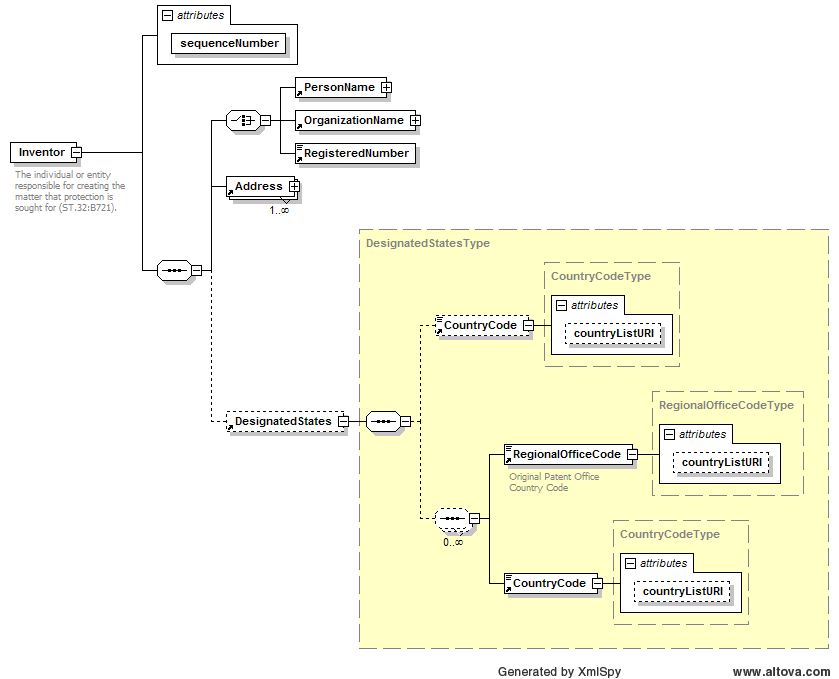 attributes
sequenceNumber
PersonName
OrganizationName
RegisteredNumber
Inventor
The individual or entity
responsible for creating the
matter that protection is
sought for (ST.32:B721).
Address
1..∞
DesignatedStatesType
CountryCodeType
attributes
CountryCode
countryListURI
DesignatedStates
RegionalOfficeCodeType
attributes
RegionalOfficeCode
countryListURI
Original Patent Office
Country Code
0..∞
CountryCodeType
attributes
CountryCode
countryListURI
Generated by XmlSpy
www.altova.com